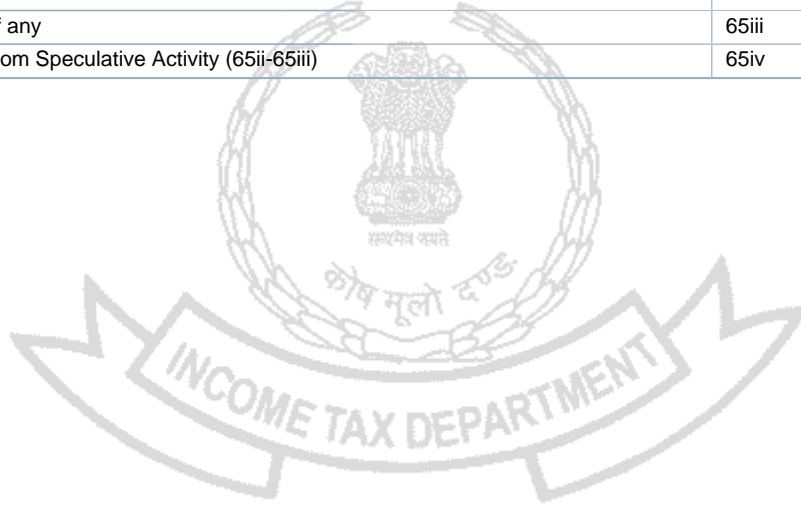 f any 65iii
om Speculative Activity (65ii-65iii) 65iv
सत्यमेव जयते
कोष मूलो दण्डः
INCOME TAX DEPARTMENT